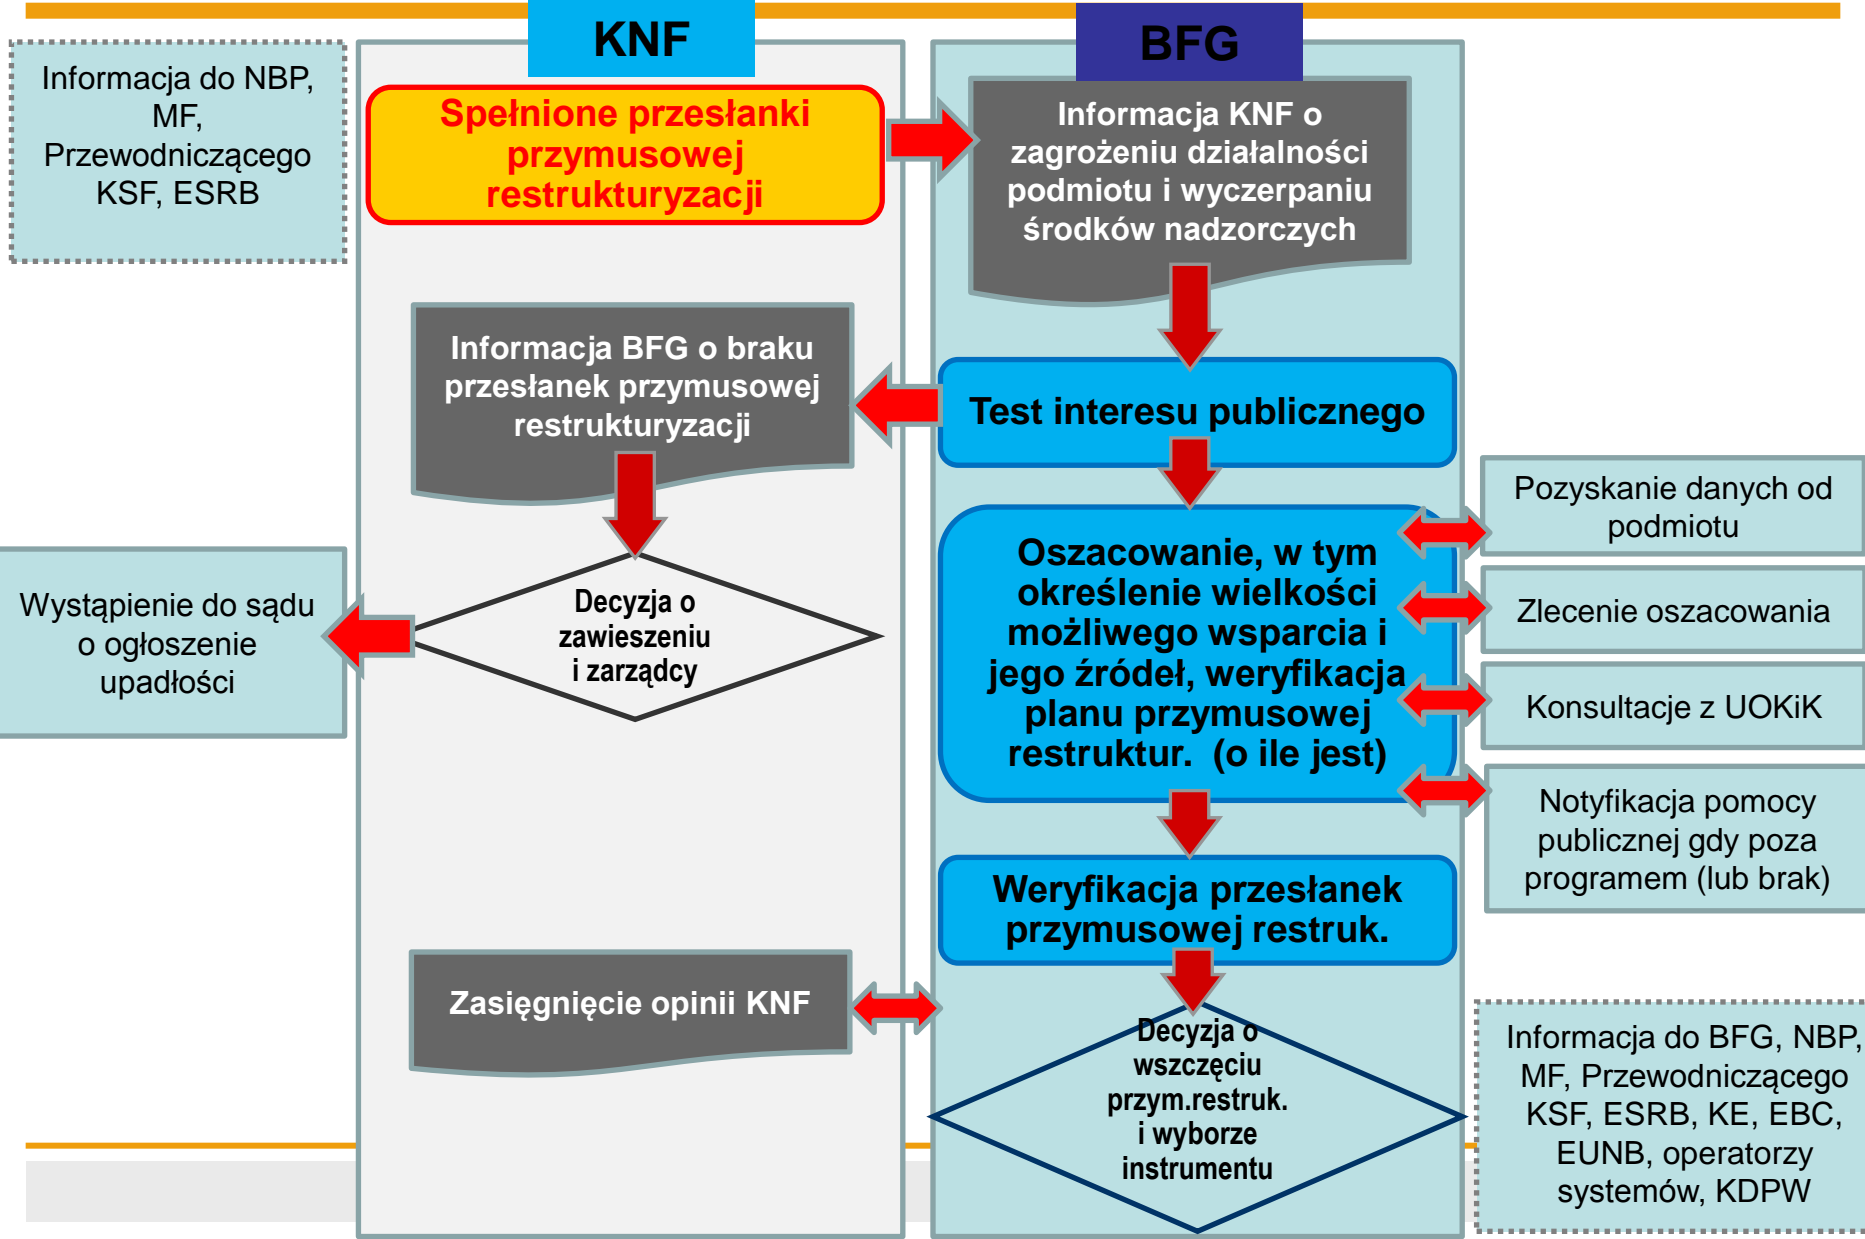 KNF
BFG
Informacja do NBP,
MF,
Przewodniczącego
KSF, ESRB
Spełnione przesłanki
przymusowej
restrukturyzacji
Informacja KNF o
zagrożeniu działalności
podmiotu i wyczerpaniu
środków nadzorczych
Informacja BFG o braku
przesłanek przymusowej
restrukturyzacji
Test interesu publicznego
Pozyskanie danych od
podmiotu
Oszacowanie, w tym
określenie wielkości
możliwego wsparcia i
jego źródeł, weryfikacja
planu przymusowej
restruktur. (o ile jest)
Zlecenie oszacowania
Konsultacje z UOKiK
Notyfikacja pomocy
publicznej gdy poza
programem (lub brak)
Wystąpienie do sądu
o ogłoszenie
upadłości
Decyzja o
zawieszeniu
i zarządcy
Weryfikacja przesłanek
przymusowej restruk.
Zasięgnięcie opinii KNF
Decyzja o
wszczęciu
przym.restruk.
i wyborze
instrumentu
Informacja do BFG, NBP,
MF, Przewodniczącego
KSF, ESRB, KE, EBC,
EUNB, operatorzy
systemów, KDPW